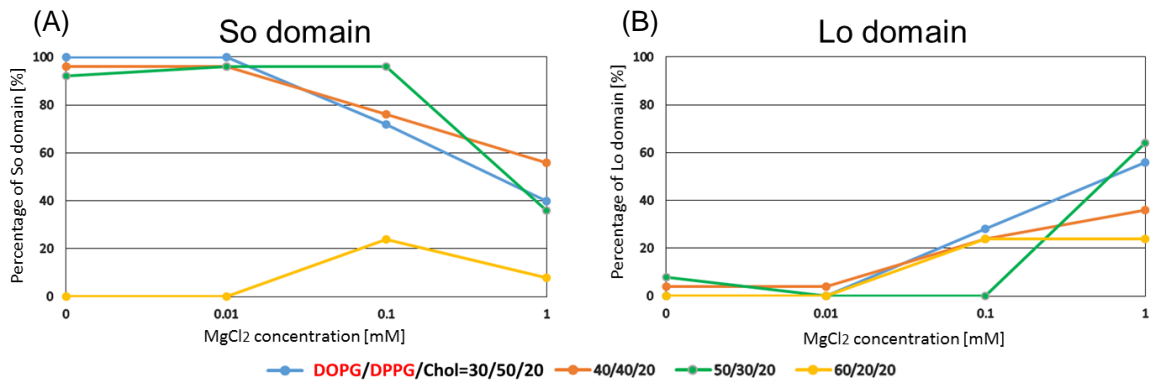 (A) So domain
Percentage of So domain [%]
100
80
60
40
20
0
0 0.01 0.1 1
MgCl2 concentration [mM]
(B) Lo domain
Percentage of Lo domain [%]
100
80
60
40
20
0
0 0.01 0.1 1
MgCl2 concentration [mM]
DOPG/DPPG/Chol=30/50/20 40/40/20 50/30/20 60/20/20